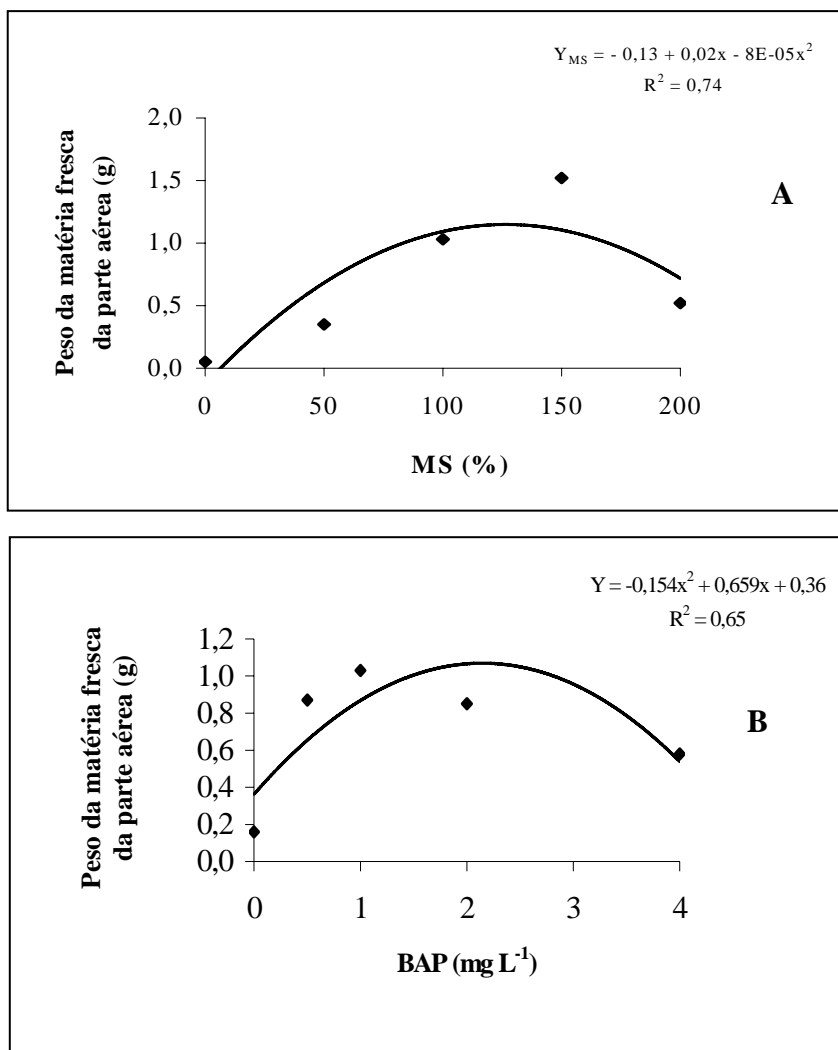 Y_MS = - 0,13 + 0,02x - 8E-05x²
R² = 0,74
Peso da matéria fresca
da parte aérea (g)
2,0
1,5
1,0
0,5
0,0
0 50 100 150 200
MS (%)
A
Y = -0,154x² + 0,659x + 0,36
R² = 0,65
Peso da matéria fresca
da parte aérea (g)
1,2
1,0
0,8
0,6
0,4
0,2
0,0
0 1 2 3 4
BAP (mg L⁻¹)
B